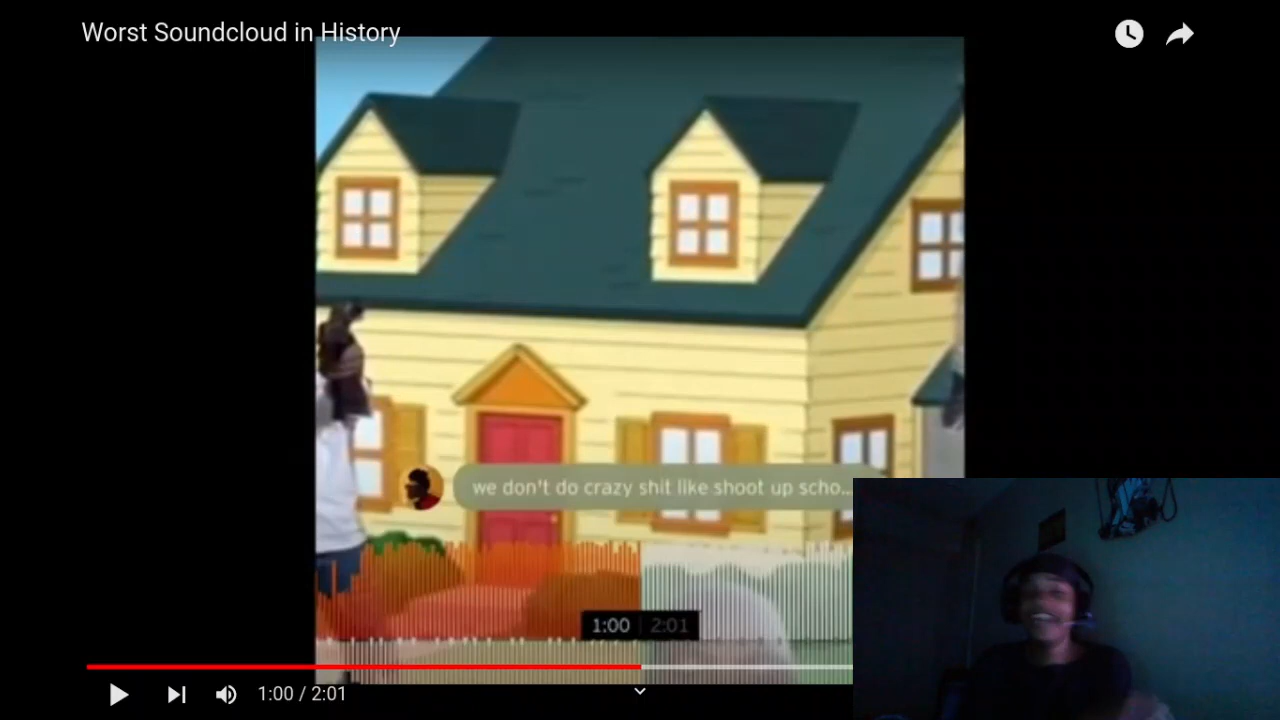 Worst Soundcloud in History
we don't do crazy shit like shoot up scho...
1:00 2:01
1:00 / 2:01